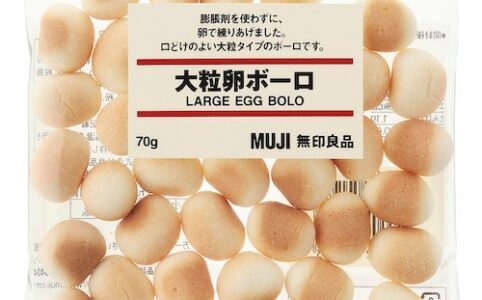 膨脹剤を使わずに、
卵で練りあげました。
口どけのよい大粒タイプのボーロです。
大粒卵ボーロ
LARGE EGG BOLO
70g
MUJI 無印良品